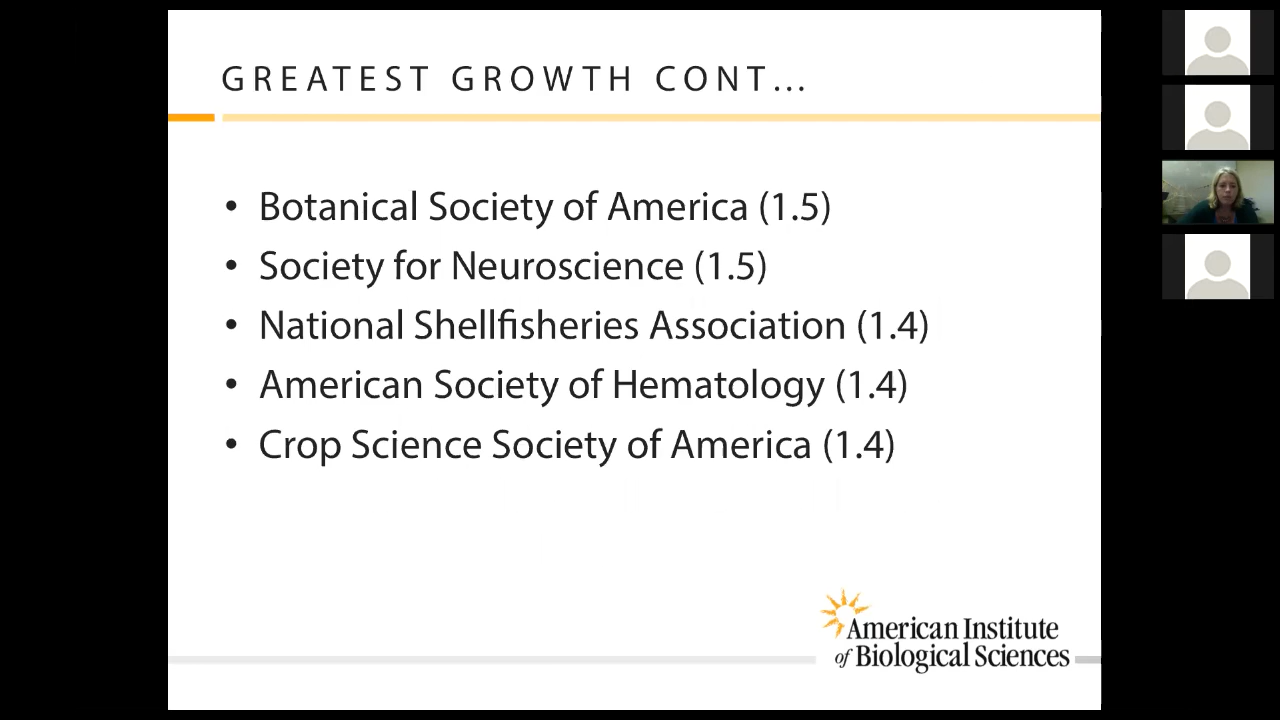 GREATEST GROWTH CONT...
• Botanical Society of America (1.5)
• Society for Neuroscience (1.5)
• National Shellfisheries Association (1.4)
• American Society of Hematology (1.4)
• Crop Science Society of America (1.4)
American Institute
of Biological Sciences